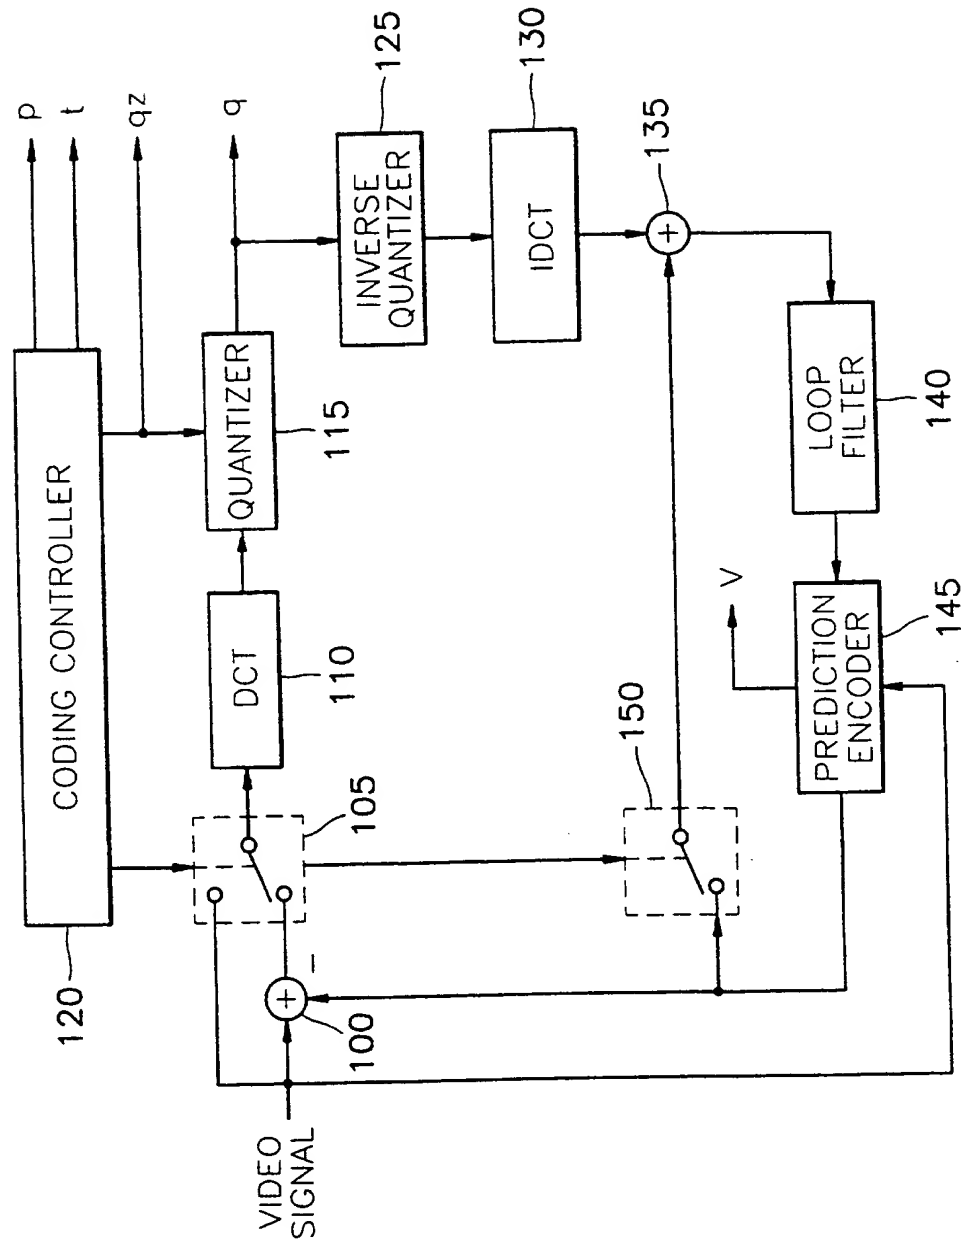 120
CODING CONTROLLER
p
t
qz
q
VIDEO
SIGNAL
100
105
DCT
110
QUANTIZER
115
INVERSE
QUANTIZER
125
IDCT
130
135
150
V
PREDICTION
ENCODER
145
LOOP
FILTER
140
+
+
−